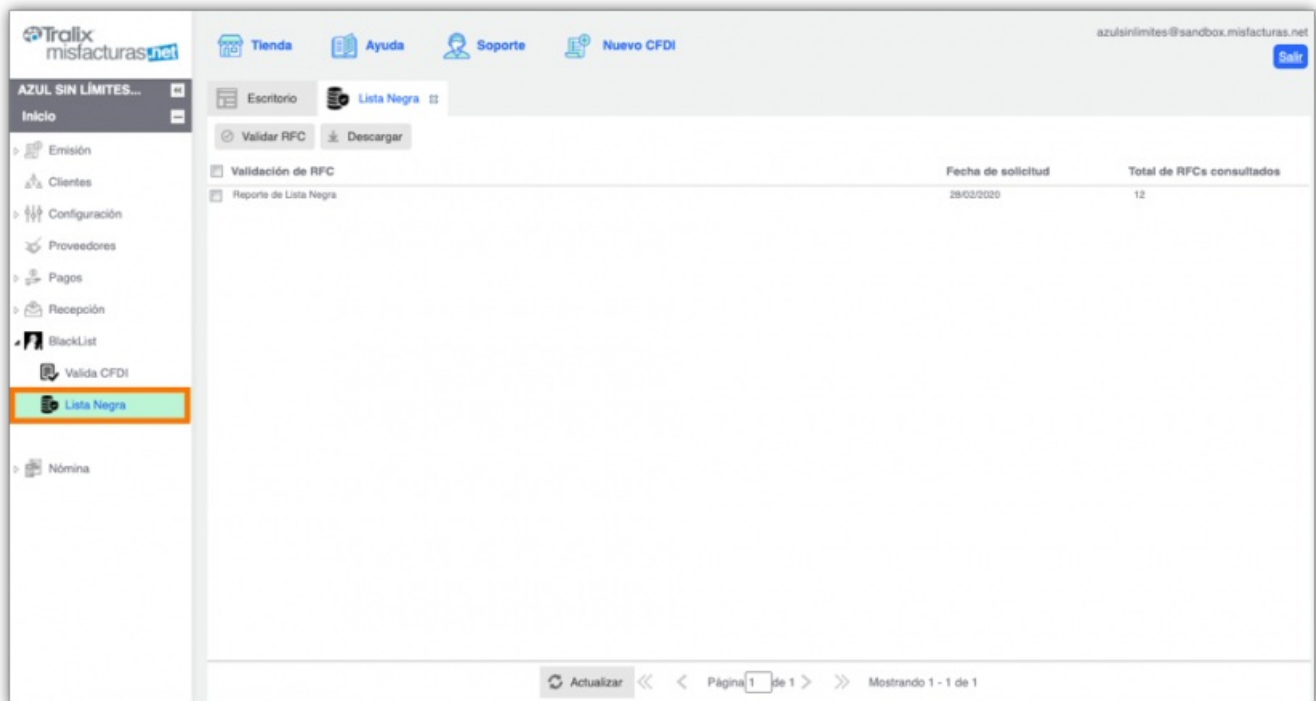 Tralix
misfacturas.net
Tienda
Ayuda
Soporte
Nuevo CFDI
azulsinlimites@sandbox.misfacturas.net
Salir
AZUL SIN LÍMITES...
Inicio
Emisión
Clientes
Configuración
Proveedores
Pagos
Recepción
BlackList
Valida CFDI
Lista Negra
Nómina
Escritorio
Lista Negra
Validar RFC
Descargar
Validación de RFC Fecha de solicitud Total de RFCs consultados
Reporte de Lista Negra 28/02/2020 12
Actualizar Página 1 de 1 Mostrando 1 - 1 de 1